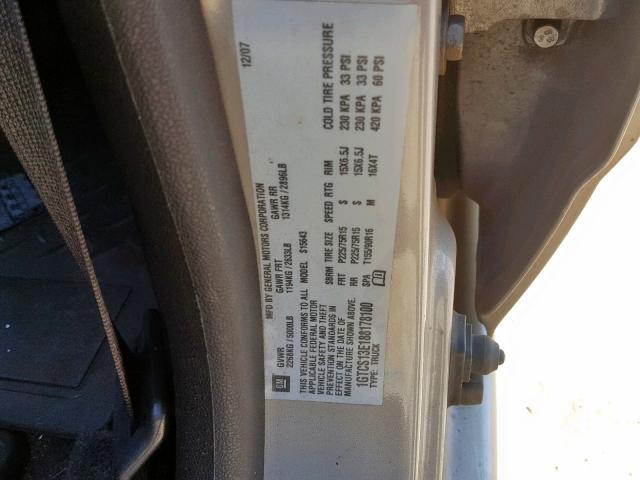 MFD BY GENERAL MOTORS CORPORATION
12/07
GM
GVWR GAWR FRT GAWR RR
2268KG/5000LB 1194KG/2633LB 1314KG/2896LB
THIS VEHICLE CONFORMS TO ALL
APPLICABLE FEDERAL MOTOR
VEHICLE SAFETY AND THEFT
PREVENTION STANDARDS IN
EFFECT ON THE DATE OF
MANUFACTURE SHOWN ABOVE.
1GTCS13E188178100
TYPE: TRUCK
MODEL: S15643
SBRM TIRE SIZE SPEED RTG RIM COLD TIRE PRESSURE
FRT P225/75R15 S 15X6.5J 230 KPA 33 PSI
RR P225/75R15 S 15X6.5J 230 KPA 33 PSI
SPA T155/90R16 M 16X4T 420 KPA 60 PSI